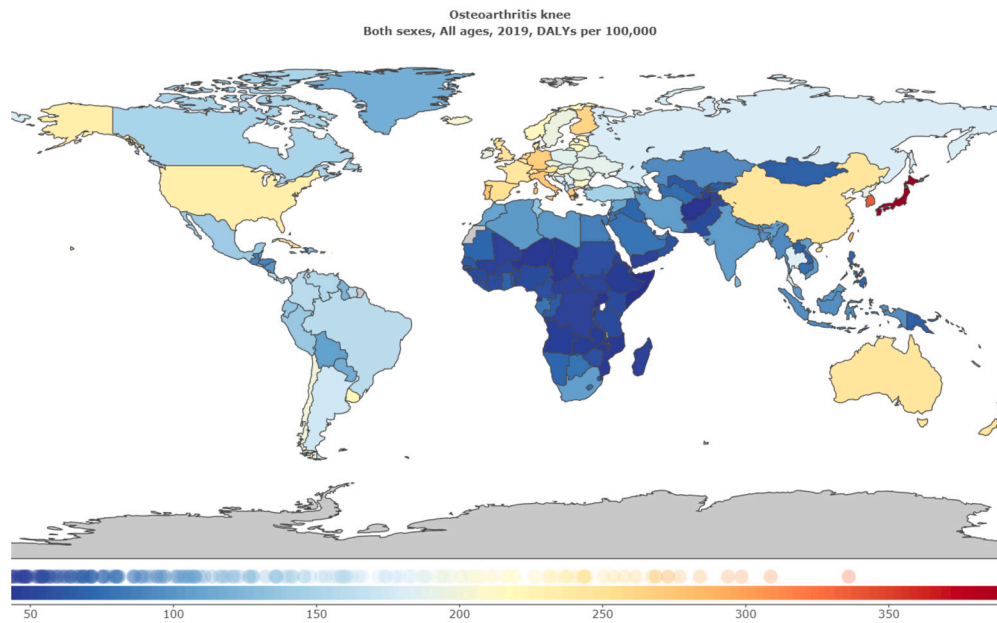 Osteoarthritis knee
Both sexes, All ages, 2019, DALYs per 100,000
50 100 150 200 250 300 350